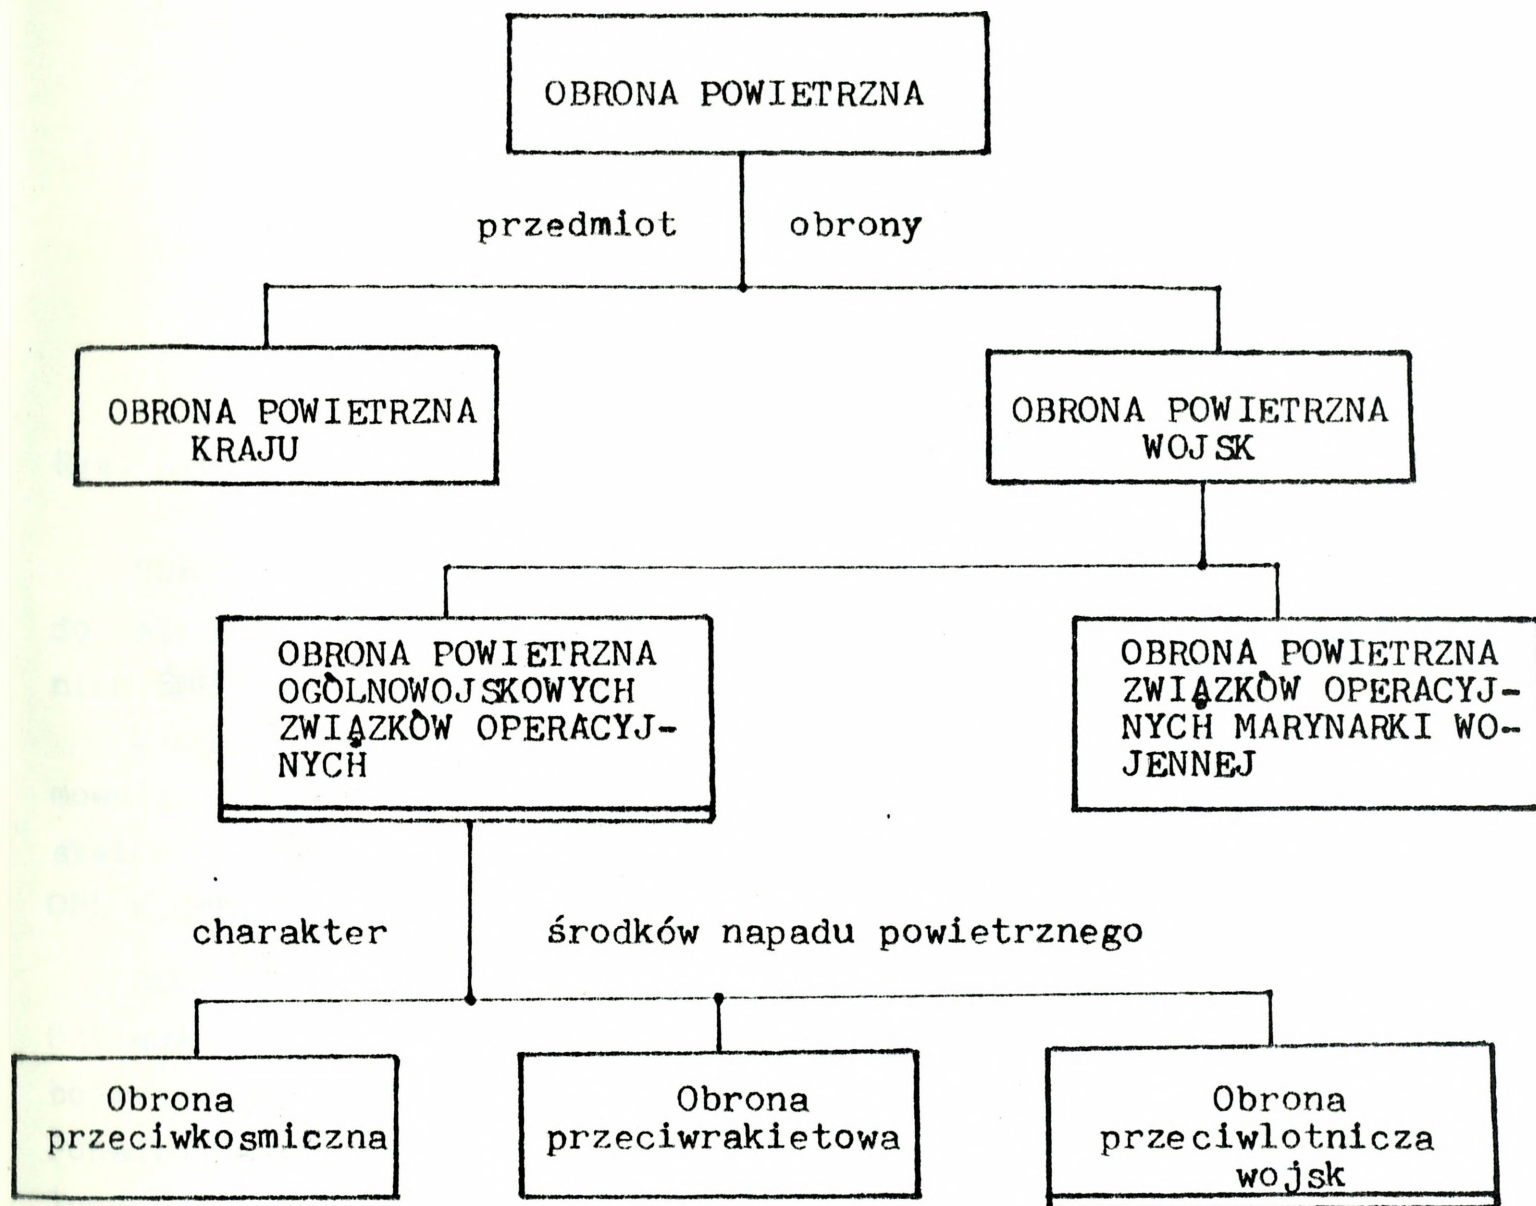 OBRONA POWIETRZNA
przedmiot obrony
OBRONA POWIETRZNA
KRAJU
OBRONA POWIETRZNA
WOJSK
OBRONA POWIETRZNA
OGÓLNOWOJSKOWYCH
ZWIĄZKÓW OPERACYJ-
NYCH
OBRONA POWIETRZNA
ZWIĄZKÓW OPERACYJ-
NYCH MARYNARKI WO-
JENNEJ
charakter środków napadu powietrznego
Obrona
przeciwkosmiczna
Obrona
przeciwrakietowa
Obrona
przeciwlotnicza
wojsk